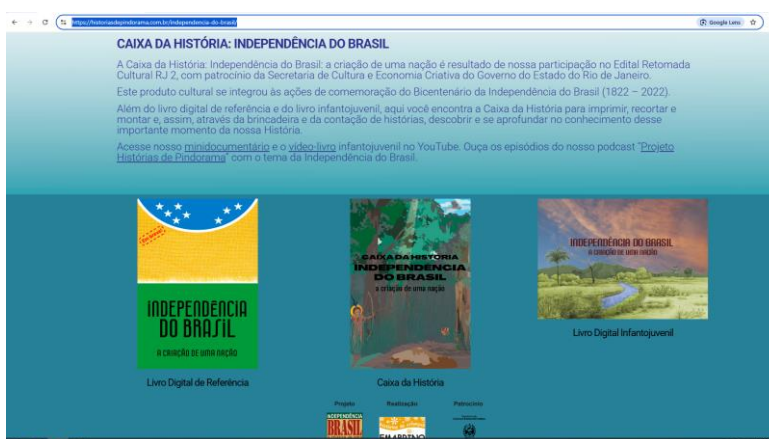 https://historiasdepindorama.com.br/independencia-do-brasil/
Google Lens
CAIXA DA HISTÓRIA: INDEPENDÊNCIA DO BRASIL
A Caixa da História: Independência do Brasil: a criação de uma nação é resultado de nossa participação no Edital Retomada
Cultural RJ 2, com patrocínio da Secretaria de Cultura e Economia Criativa do Governo do Estado do Rio de Janeiro.
Este produto cultural se integrou às ações de comemoração do Bicentenário da Independência do Brasil (1822 – 2022).
Além do livro digital de referência e do livro infantojuvenil, aqui você encontra a Caixa da História para imprimir, recortar e
montar e, assim, através da brincadeira e da contação de histórias, descobrir e se aprofundar no conhecimento desse
importante momento da nossa História.
Acesse nosso minidocumentário e o vídeo-livro infantojuvenil no YouTube. Ouça os episódios do nosso podcast "Projeto
Histórias de Pindorama" com o tema da Independência do Brasil.
INDEPENDÊNCIA
DO BRASIL
A CRIAÇÃO DE UMA NAÇÃO
CAIXA DA HISTÓRIA
INDEPENDÊNCIA
DO BRASIL
a criação de uma nação
INDEPENDÊNCIA DO BRASIL
A CRIAÇÃO DE UMA NAÇÃO
Livro Digital de Referência
Caixa da História
Livro Digital Infantojuvenil
Projeto
Realização
Patrocínio
INDEPENDÊNCIA
BRASIL